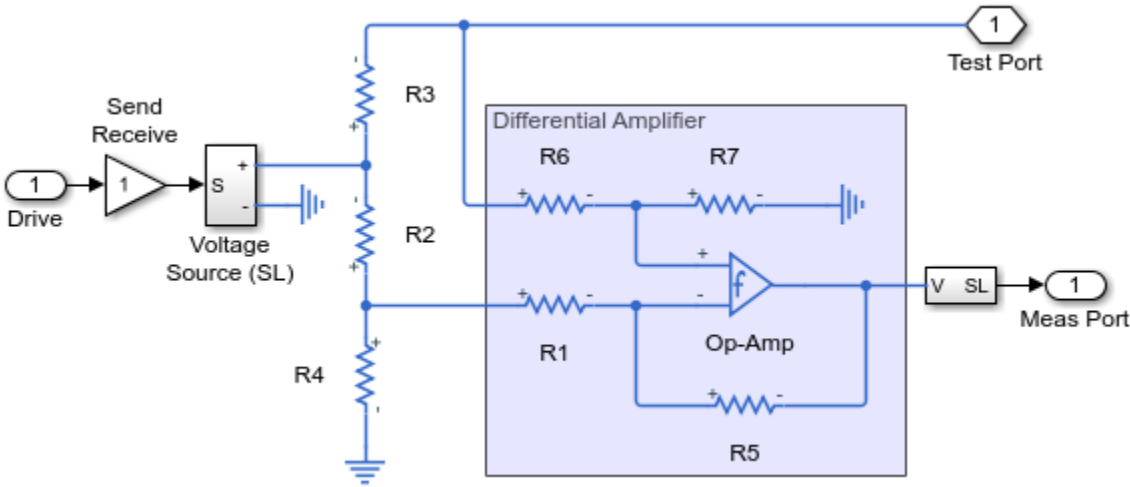 1
Test Port
R3
Send
Receive
Differential Amplifier
R6
R7
1
1
S
+
-
Drive
Voltage
Source (SL)
R2
R1
+
-
f
Op-Amp
V SL
1
Meas Port
R4
R5
-
+
-
+
+
-
+
-
+
-
+
-
+
-